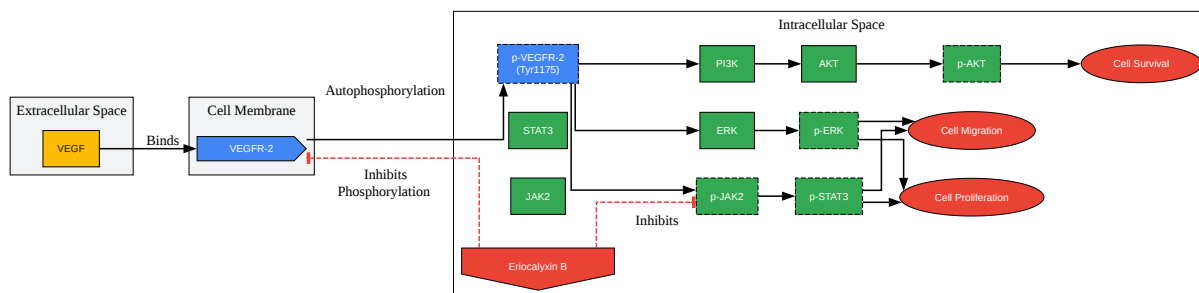 Intracellular Space
p-VEGFR-2
(Tyr1175)
PI3K
AKT
p-AKT
Cell Survival
Autophosphorylation
Extracellular Space
Cell Membrane
VEGF
Binds
VEGFR-2
STAT3
ERK
p-ERK
Cell Migration
Inhibits
Phosphorylation
JAK2
p-JAK2
p-STAT3
Cell Proliferation
Inhibits
Eriocalyxin B